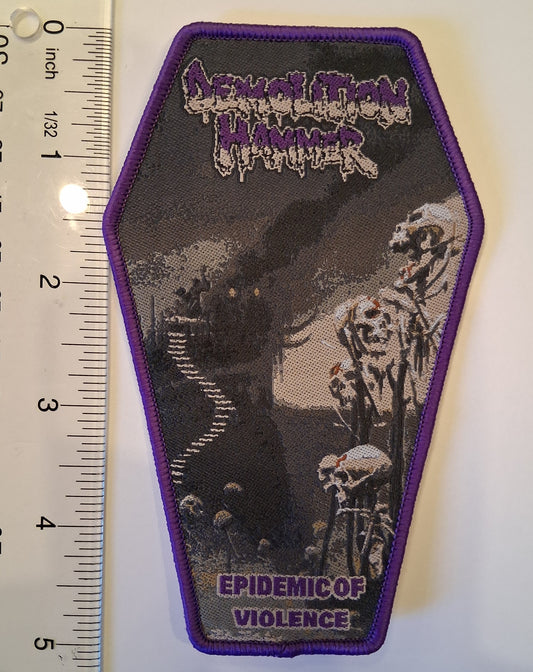 0
inch
1/32
1
2
3
4
5
DEMOLITION
HAMMER
EPIDEMIC OF
VIOLENCE